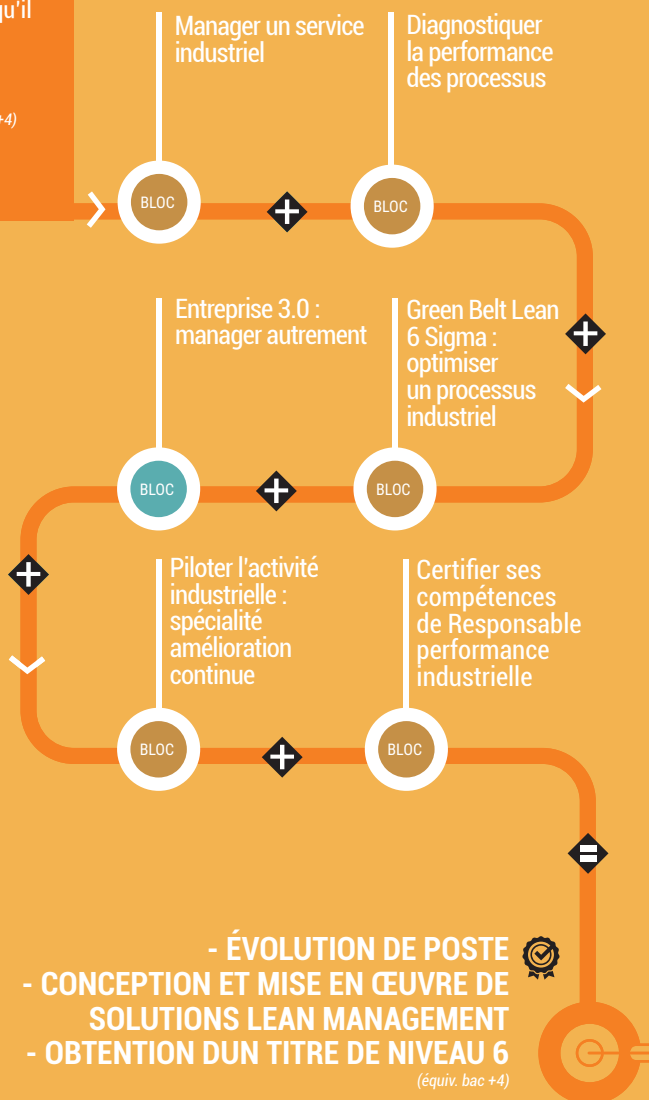 qu'il
+4)
Manager un service
industriel
Diagnostiquer
la performance
des processus
BLOC
BLOC
Entreprise 3.0 :
manager autrement
Green Belt Lean
6 Sigma :
optimiser
un processus
industriel
BLOC
BLOC
Piloter l'activité
industrielle :
spécialité
amélioration
continue
Certifier ses
compétences
de Responsable
performance
industrielle
BLOC
BLOC
- ÉVOLUTION DE POSTE
- CONCEPTION ET MISE EN ŒUVRE DE
SOLUTIONS LEAN MANAGEMENT
- OBTENTION DUN TITRE DE NIVEAU 6
(équiv. bac +4)